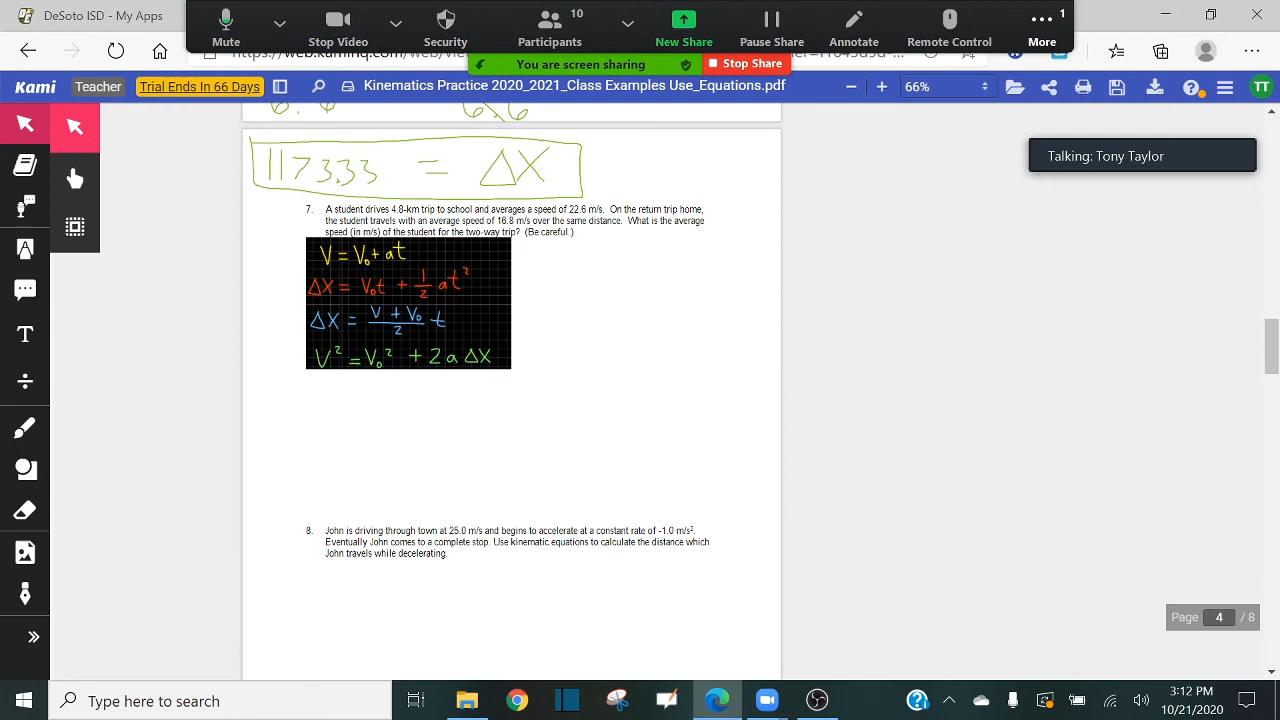 DeSoto ISD - My Apps
10
1
Mute
Stop Video
Security
Participants
New Share
Pause Share
Annotate
Remote Control
More
You are screen sharing
Stop Share
Kami
Teacher
Trial Ends In 66 Days
Kinematics Practice 2020_2021_Class Examples Use_Equations.pdf
66%
TT
Talking: Tony Taylor
117333 = ΔX
7. A student drives 4.8-km trip to school and averages a speed of 22.6 m/s. On the return trip home,
the student travels with an average speed of 16.8 m/s over the same distance. What is the average
speed (in m/s) of the student for the two-way trip? (Be careful.)
V = V₀ + at
ΔX = V₀t + 1/2 at²
ΔX = (V + V₀)/2 t
V² = V₀² + 2aΔX
8. John is driving through town at 25.0 m/s and begins to accelerate at a constant rate of -1.0 m/s².
Eventually John comes to a complete stop. Use kinematic equations to calculate the distance which
John travels while decelerating.
Page 4 / 8
Type here to search
3:12 PM
10/21/2020